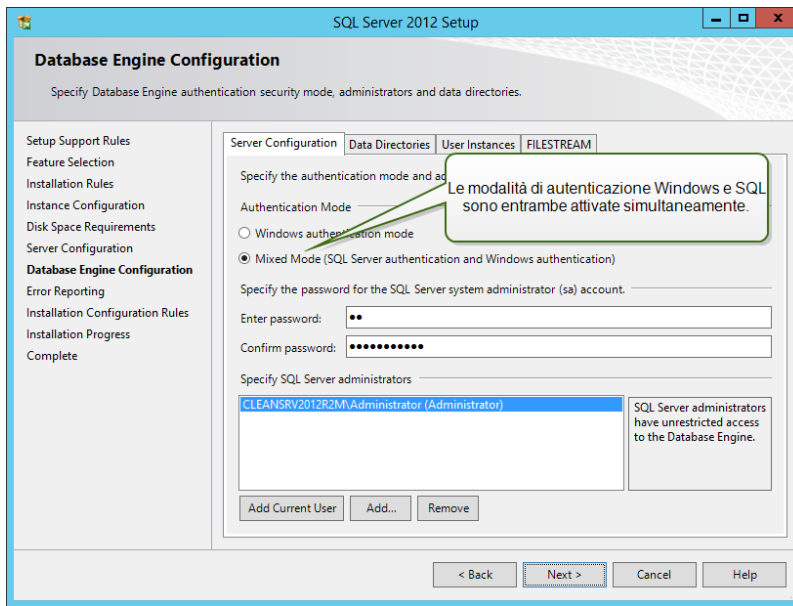 SQL Server 2012 Setup
Database Engine Configuration
Specify Database Engine authentication security mode, administrators and data directories.
Setup Support Rules
Feature Selection
Installation Rules
Instance Configuration
Disk Space Requirements
Server Configuration
Database Engine Configuration
Error Reporting
Installation Configuration Rules
Installation Progress
Complete
Server Configuration Data Directories User Instances FILESTREAM
Specify the authentication mode and
Le modalità di autenticazione Windows e SQL
sono entrambe attivate simultaneamente.
Authentication Mode
Windows authentication mode
Mixed Mode (SQL Server authentication and Windows authentication)
Specify the password for the SQL Server system administrator (sa) account.
Enter password: ●●
Confirm password: ●●●●●●●●●●●
Specify SQL Server administrators
CLEANSRV2012R2M\Administrator (Administrator)
SQL Server administrators
have unrestricted access
to the Database Engine.
Add Current User Add... Remove
< Back Next > Cancel Help